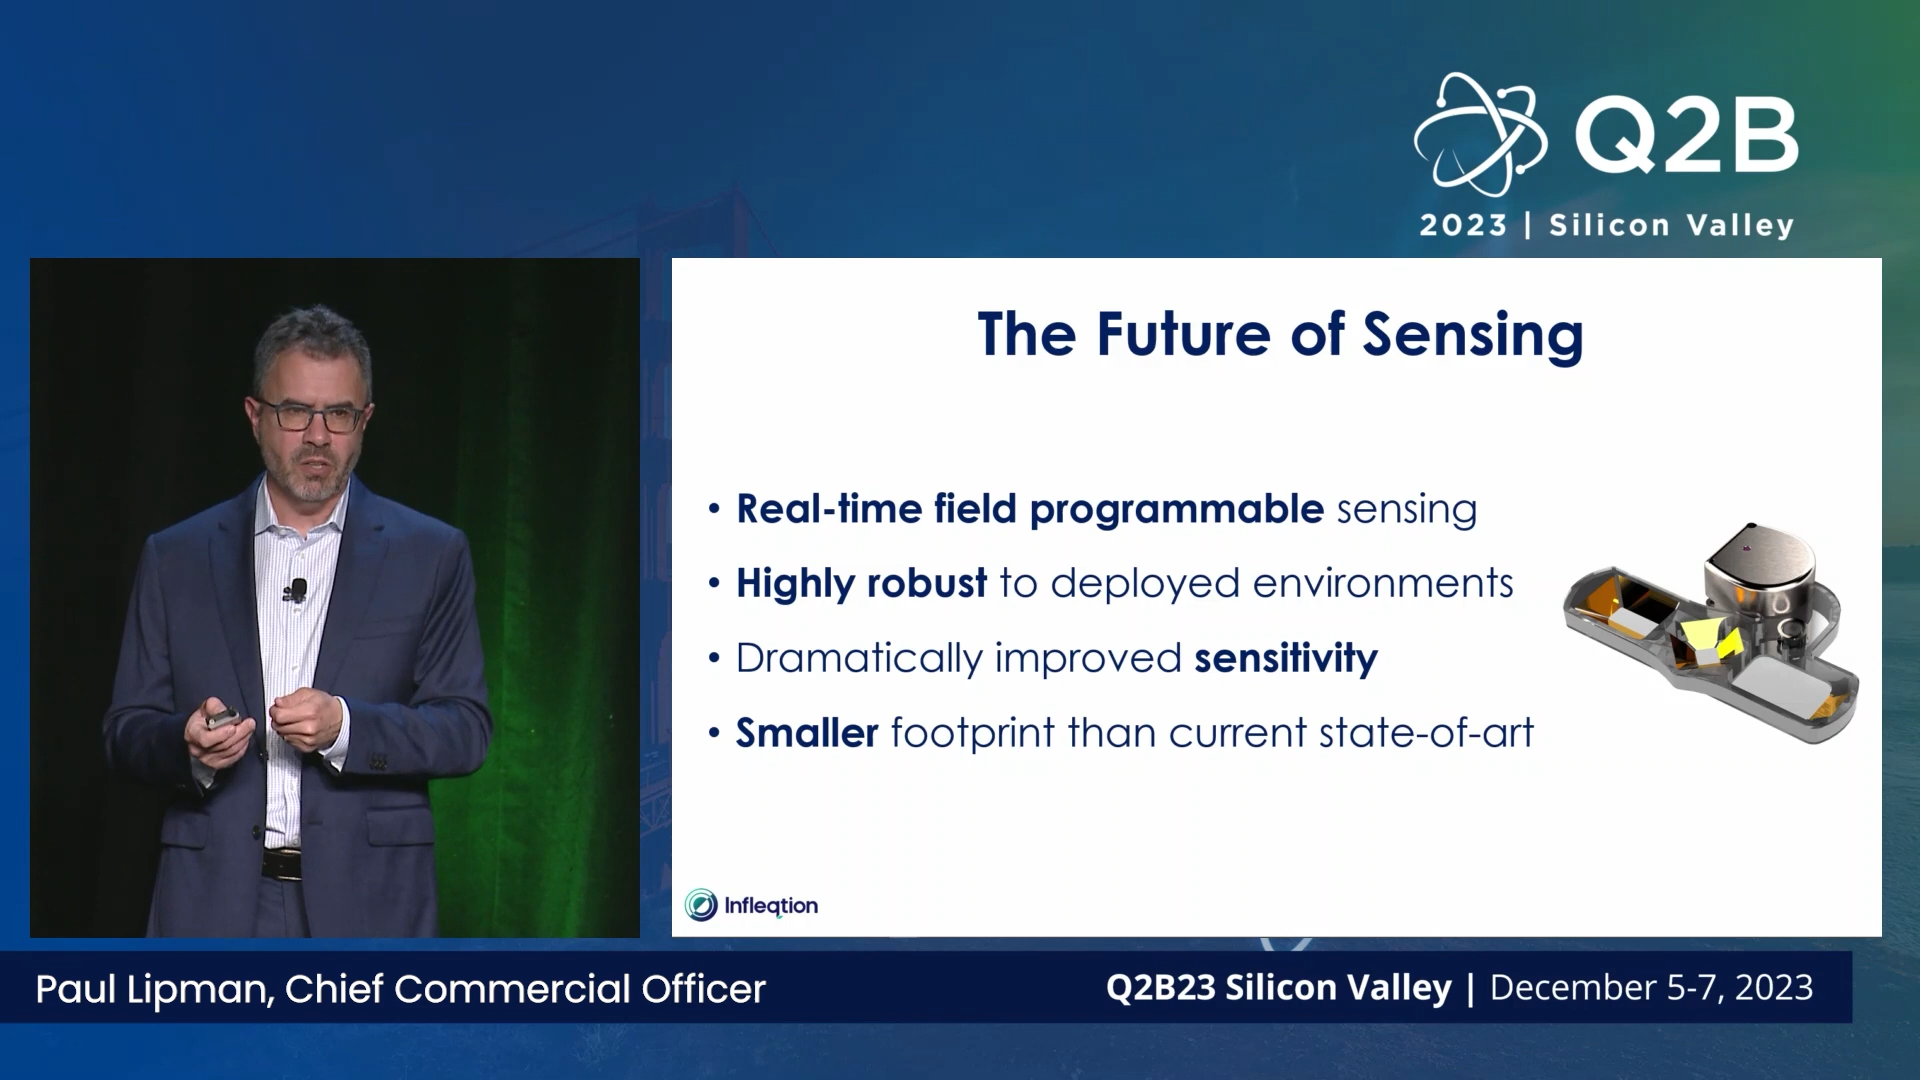 Q2B
2023 | Silicon Valley
The Future of Sensing
• Real-time field programmable sensing
• Highly robust to deployed environments
• Dramatically improved sensitivity
• Smaller footprint than current state-of-art
Infleqtion
Paul Lipman, Chief Commercial Officer
Q2B23 Silicon Valley | December 5-7, 2023